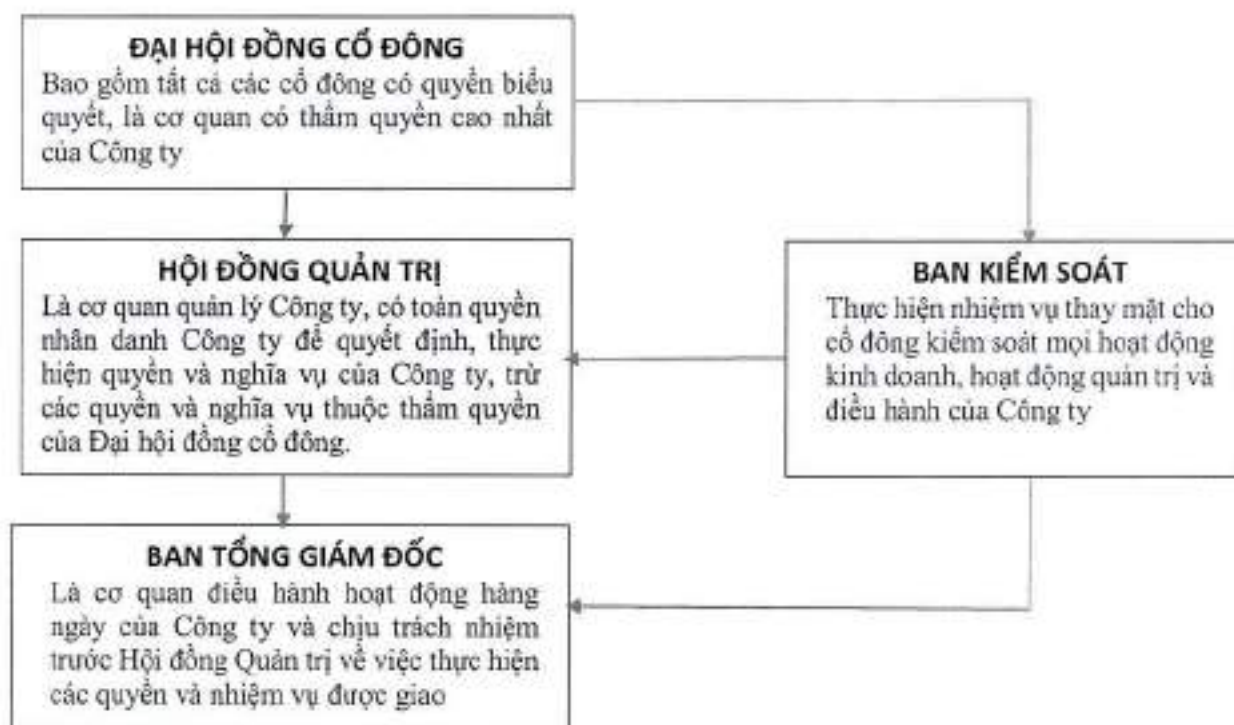 ĐẠI HỘI ĐỒNG CỔ ĐÔNG
Bao gồm tất cả các cổ đông có quyền biểu
quyết, là cơ quan có thẩm quyền cao nhất
của Công ty
HỘI ĐỒNG QUẢN TRỊ
Là cơ quan quản lý Công ty, có toàn quyền
nhân danh Công ty để quyết định, thực
hiện quyền và nghĩa vụ của Công ty, trừ
các quyền và nghĩa vụ thuộc thẩm quyền
của Đại hội đồng cổ đông.
BAN KIỂM SOÁT
Thực hiện nhiệm vụ thay mặt cho
cổ đông kiểm soát mọi hoạt động
kinh doanh, hoạt động quản trị và
điều hành của Công ty
BAN TỔNG GIÁM ĐỐC
Là cơ quan điều hành hoạt động hàng
ngày của Công ty và chịu trách nhiệm
trước Hội đồng Quản trị về việc thực hiện
các quyền và nhiệm vụ được giao